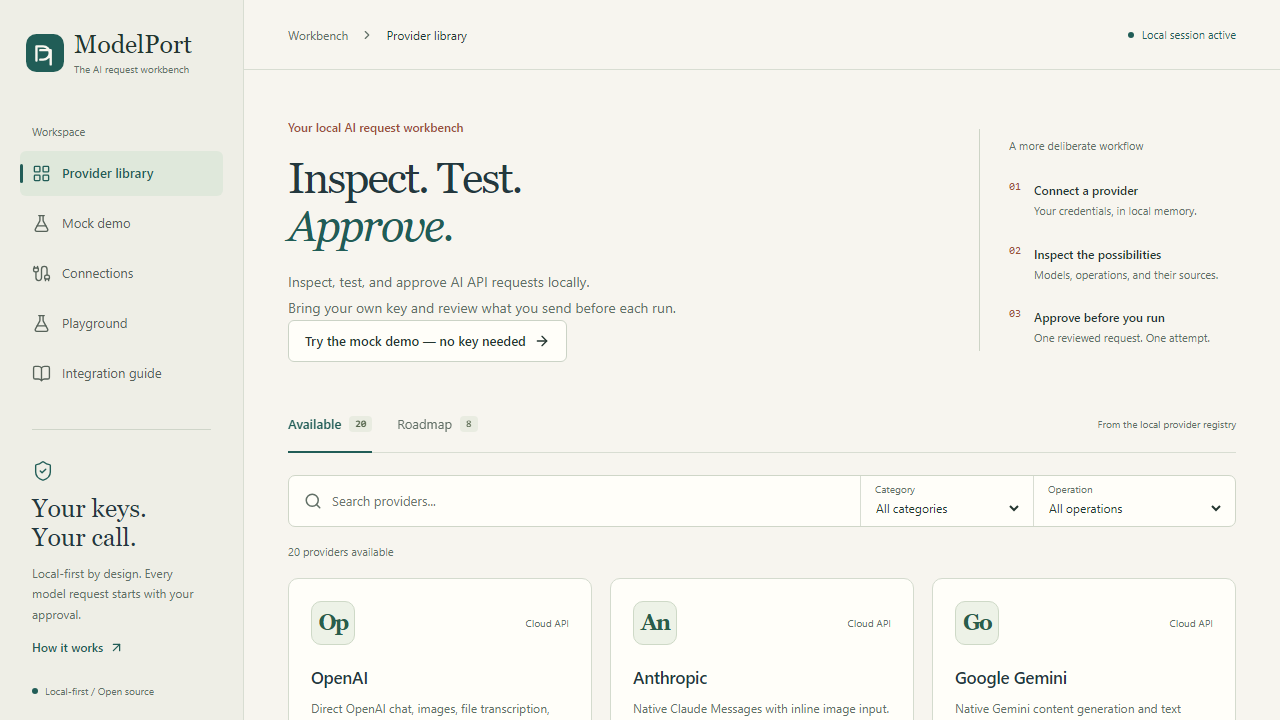 ModelPort
The AI request workbench
Workspace
Provider library
Mock demo
Connections
Playground
Integration guide
Your keys.
Your call.
Local-first by design. Every
model request starts with your
approval.
How it works
Local-first / Open source
Workbench
Provider library
Local session active
Your local AI request workbench
Inspect. Test.
Approve.
Inspect, test, and approve AI API requests locally.
Bring your own key and review what you send before each run.
Try the mock demo — no key needed
A more deliberate workflow
01
Connect a provider
Your credentials, in local memory.
02
Inspect the possibilities
Models, operations, and their sources.
03
Approve before you run
One reviewed request. One attempt.
Available 20
Roadmap 8
From the local provider registry
Search providers...
Category
All categories
Operation
All operations
20 providers available
Op
Cloud API
OpenAI
Direct OpenAI chat, images, file transcription,
An
Cloud API
Anthropic
Native Claude Messages with inline image input.
Go
Cloud API
Google Gemini
Native Gemini content generation and text